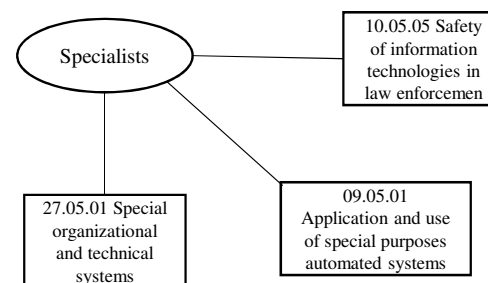 Specialists
10.05.05 Safety
of information
technologies in
law enforcemen
27.05.01 Special
organizational
and technical
systems
09.05.01
Application and use
of special purposes
automated systems